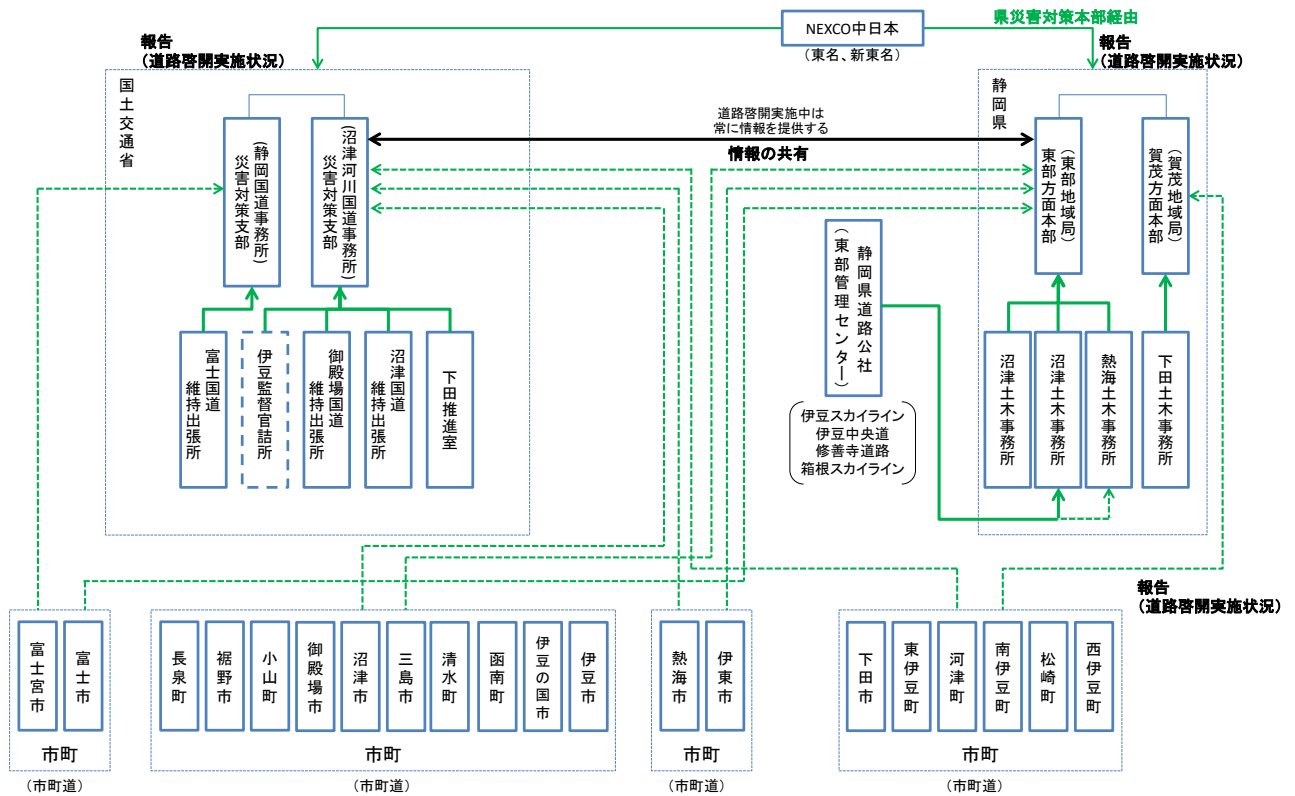 県災害対策本部経由
NEXCO中日本
(東名、新東名)
報告
(道路啓開実施状況)
報告
(道路啓開実施状況)
国土交通省
静岡県
道路啓開実施中は
常に情報を提供する
情報の共有
(静岡国道事務所)
災害対策支部
(沼津河川国道事務所)
災害対策支部
(東部地域局)
東部方面本部
(賀茂地域局)
賀茂方面本部
静岡県道路公社
(東部管理センター)
富士国道
維持出張所
伊豆監督官詰所
御殿場国道
維持出張所
沼津国道
維持出張所
下田推進室
沼津土木事務所
沼津土木事務所
熱海土木事務所
下田土木事務所
伊豆スカイライン
伊豆中央道
修善寺道路
箱根スカイライン
報告
(道路啓開実施状況)
富士宮市
富士市
長泉町
裾野市
小山町
御殿場市
沼津市
三島市
清水町
函南町
伊豆の国市
伊豆市
熱海市
伊東市
下田市
東伊豆町
河津町
南伊豆町
松崎町
西伊豆町
市町
市町
市町
市町
(市町道)
(市町道)
(市町道)
(市町道)